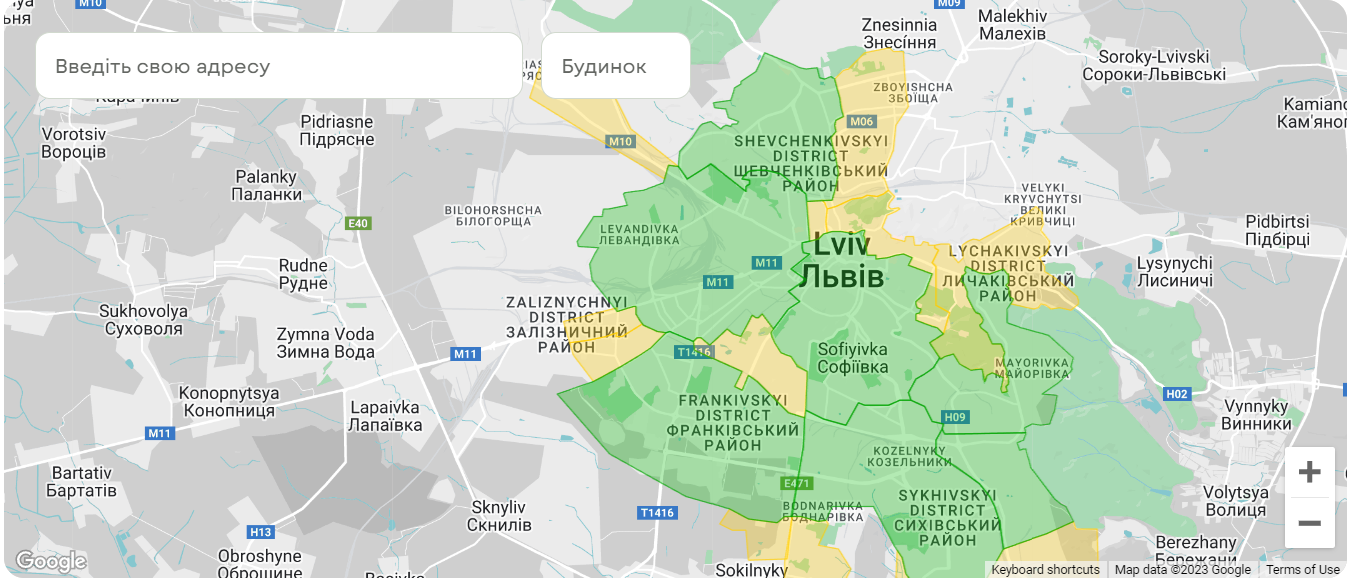 M10
M09
Malekhiv
Малехів
Znesinnia
Знесіння
Введіть свою адресу
Будинок
Soroky-Lvivski
Сороки-Львівські
ZBOYISHCHA
ЗБОЇЩА
Vorotsiv
Вороців
Pidriasne
Підрясне
M10
M06
SHEVCHENKIVSKYI
DISTRICT
ШЕВЧЕНКІВСЬКИЙ
РАЙОН
Palanky
Паланки
BILOHORSHCHA
БІЛОГОРЩА
E40
LEVANDIVKA
ЛЕВАНДІВКА
VELYKI
KRYVCHYTSI
ВЕЛИКІ
КРИВЧИЦІ
Pidbirtsi
Підбірці
Lviv
Львів
LYCHAKIVSKYI
DISTRICT
ЛИЧАКІВСЬКИЙ
РАЙОН
Lysynychi
Лисиничі
Rudne
Рудне
M11
M11
Sukhovolya
Суховоля
ZALIZNYCHNYI
DISTRICT
ЗАЛІЗНИЧНИЙ
РАЙОН
Zymna Voda
Зимна Вода
M11
T1416
Sofiyivka
Софіївка
MAYORIVKA
МАЙОРІВКА
Konopnytsya
Конопниця
Lapaivka
Лапаївка
FRANKIVSKYI
DISTRICT
ФРАНКІВСЬКИЙ
РАЙОН
H09
H02
Vynnyky
Винники
M11
KOZELNYKY
КОЗЕЛЬНИКИ
Bartativ
Бартатів
E471
SYKHIVSKYI
DISTRICT
СИХІВСЬКИЙ
РАЙОН
Volytsya
Волиця
Sknyliv
Скнилів
T1416
BODNARIVKA
БОДНАРІВКА
H13
Obroshyne
Оброшине
Berezhany
Бережани
Sokilnyky
Google
Keyboard shortcuts
Map data ©2023 Google
Terms of Use